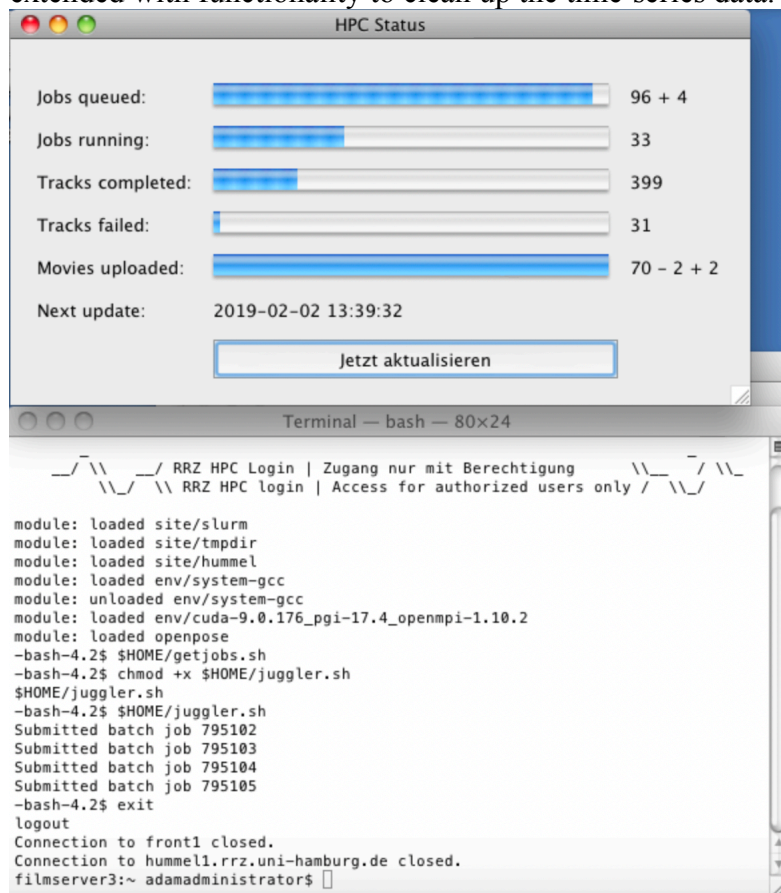 extended with functionality to clean up the time-series data.
HPC Status
Jobs queued: 96 + 4
Jobs running: 33
Tracks completed: 399
Tracks failed: 31
Movies uploaded: 70 - 2 + 2
Next update: 2019-02-02 13:39:32
Jetzt aktualisieren
Terminal — bash — 80×24
_ _
__/ \\ __/ RRZ HPC Login | Zugang nur mit Berechtigung \\__ / \\_
\\_/ \\ RRZ HPC login | Access for authorized users only / \\_/
module: loaded site/slurm
module: loaded site/tmpdir
module: loaded site/hummel
module: loaded env/system-gcc
module: unloaded env/system-gcc
module: loaded env/cuda-9.0.176_pgi-17.4_openmpi-1.10.2
module: loaded openpose
-bash-4.2$ $HOME/getjobs.sh
-bash-4.2$ chmod +x $HOME/juggler.sh
$HOME/juggler.sh
-bash-4.2$ $HOME/juggler.sh
Submitted batch job 795102
Submitted batch job 795103
Submitted batch job 795104
Submitted batch job 795105
-bash-4.2$ exit
logout
Connection to front1 closed.
Connection to hummel1.rrz.uni-hamburg.de closed.
filmserver3:~ adamadministrator$